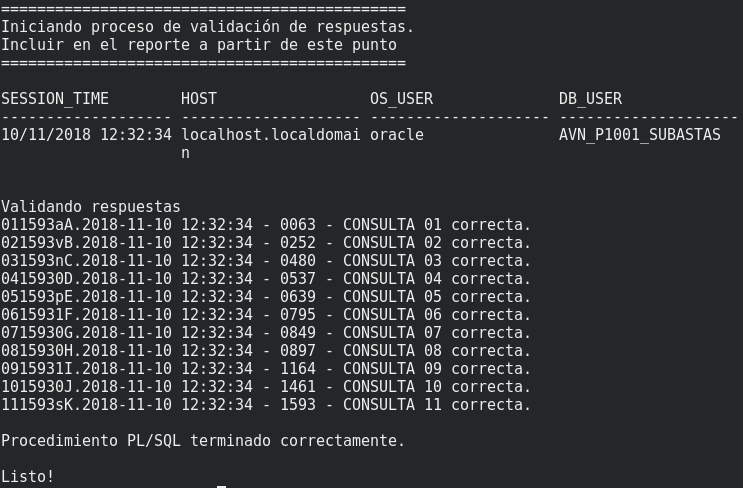 =============================================
Iniciando proceso de validación de respuestas.
Incluir en el reporte a partir de este punto
=============================================
SESSION_TIME        HOST                 OS_USER              DB_USER
------------------- -------------------- -------------------- --------------------
10/11/2018 12:32:34 localhost.localdomai oracle               AVN_P1001_SUBASTAS
                    n
Validando respuestas
011593aA.2018-11-10 12:32:34 - 0063 - CONSULTA 01 correcta.
021593vB.2018-11-10 12:32:34 - 0252 - CONSULTA 02 correcta.
031593nC.2018-11-10 12:32:34 - 0480 - CONSULTA 03 correcta.
0415930D.2018-11-10 12:32:34 - 0537 - CONSULTA 04 correcta.
051593pE.2018-11-10 12:32:34 - 0639 - CONSULTA 05 correcta.
0615931F.2018-11-10 12:32:34 - 0795 - CONSULTA 06 correcta.
0715930G.2018-11-10 12:32:34 - 0849 - CONSULTA 07 correcta.
0815930H.2018-11-10 12:32:34 - 0897 - CONSULTA 08 correcta.
0915931I.2018-11-10 12:32:34 - 1164 - CONSULTA 09 correcta.
1015930J.2018-11-10 12:32:34 - 1461 - CONSULTA 10 correcta.
111593sK.2018-11-10 12:32:34 - 1593 - CONSULTA 11 correcta.
Procedimiento PL/SQL terminado correctamente.
Listo!